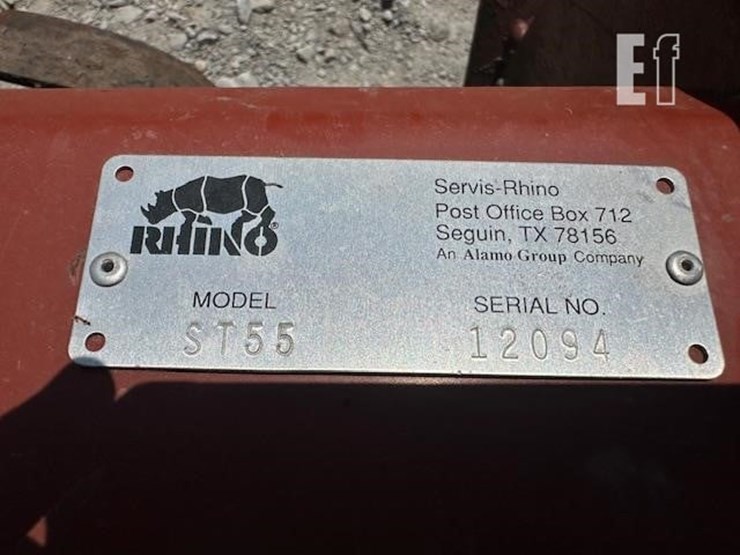 Ef
Servis-Rhino
Post Office Box 712
Seguin, TX 78156
An Alamo Group Company
RHINO®
MODEL
ST55
SERIAL NO.
12094